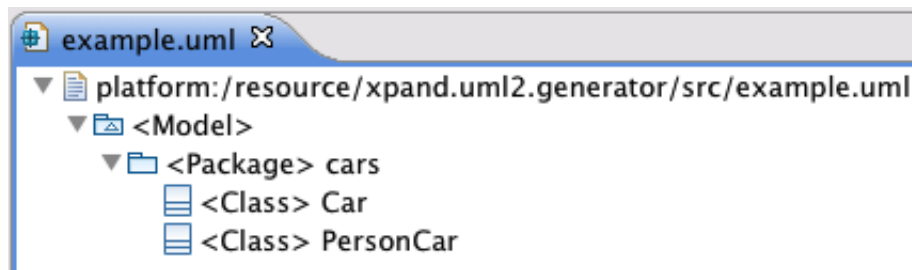 example.uml
platform:/resource/xpand.uml2.generator/src/example.uml
<Model>
<Package> cars
<Class> Car
<Class> PersonCar